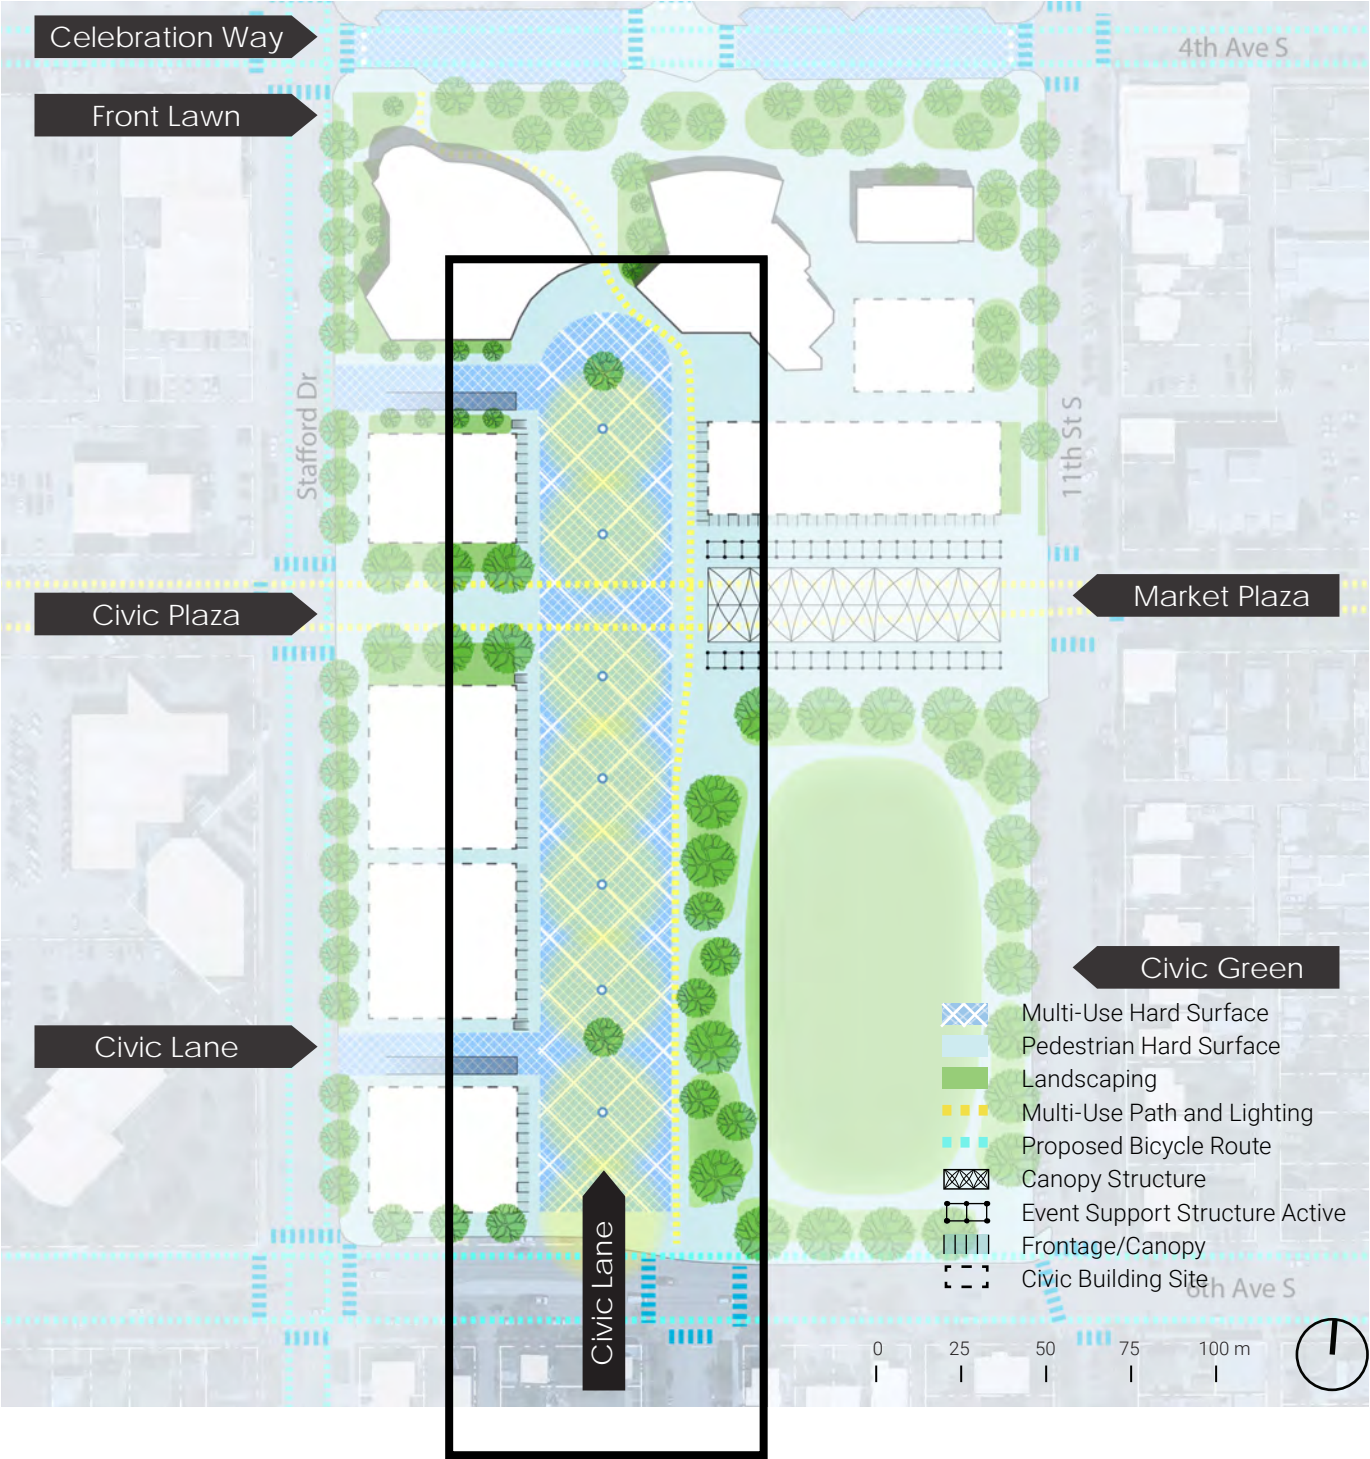 Celebration Way
4th Ave S
Front Lawn
Stafford Dr
11th St S
Civic Plaza
Market Plaza
Civic Green
Civic Lane
Multi-Use Hard Surface
Pedestrian Hard Surface
Landscaping
Multi-Use Path and Lighting
Proposed Bicycle Route
Canopy Structure
Event Support Structure Active
Frontage/Canopy
Civic Building Site
6th Ave S
Civic Lane
0 25 50 75 100 m